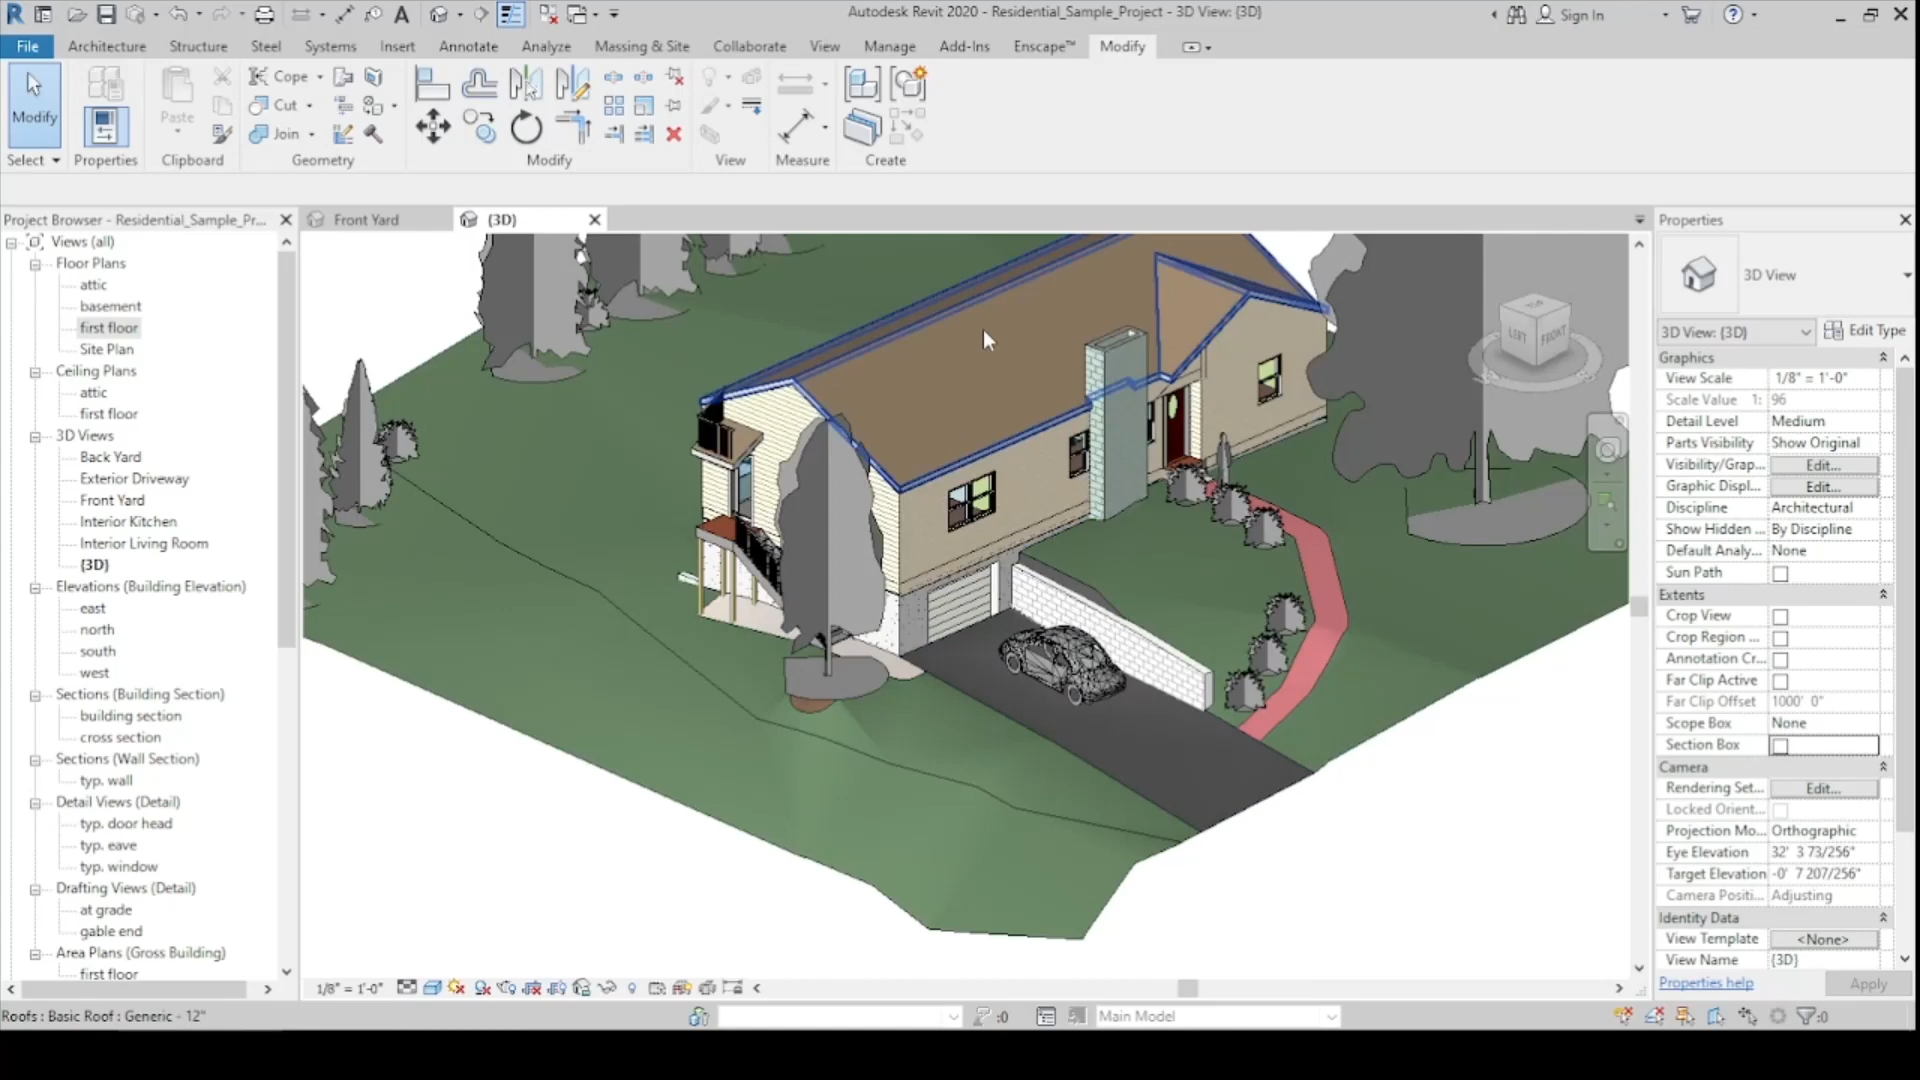 Autodesk Revit 2020 - Residential_Sample_Project - 3D View: {3D}
Sign In
File Architecture Structure Steel Systems Insert Annotate Analyze Massing & Site Collaborate View Manage Add-Ins Enscape™ Modify
Modify
Select
Properties
Paste
Clipboard
Cope
Cut
Join
Geometry
Modify
View
Measure
Create
Project Browser - Residential_Sample_Pr...
Views (all)
Floor Plans
attic
basement
first floor
Site Plan
Ceiling Plans
attic
first floor
3D Views
Back Yard
Exterior Driveway
Front Yard
Interior Kitchen
Interior Living Room
{3D}
Elevations (Building Elevation)
east
north
south
west
Sections (Building Section)
building section
cross section
Sections (Wall Section)
typ. wall
Detail Views (Detail)
typ. door head
typ. eave
typ. window
Drafting Views (Detail)
at grade
gable end
Area Plans (Gross Building)
first floor
Front Yard
{3D}
LEFT
FRONT
1/8" = 1'-0"
Properties
3D View
3D View: {3D}
Edit Type
Graphics
View Scale 1/8" = 1'-0"
Scale Value 1: 96
Detail Level Medium
Parts Visibility Show Original
Visibility/Grap... Edit...
Graphic Displ... Edit...
Discipline Architectural
Show Hidden ... By Discipline
Default Analy... None
Sun Path
Extents
Crop View
Crop Region ...
Annotation Cr...
Far Clip Active
Far Clip Offset 1000' 0"
Scope Box None
Section Box
Camera
Rendering Set... Edit...
Locked Orient...
Projection Mo... Orthographic
Eye Elevation 32' 3 73/256"
Target Elevation -0' 7 207/256"
Camera Positi... Adjusting
Identity Data
View Template <None>
View Name {3D}
Properties help
Apply
Roofs : Basic Roof : Generic - 12"
:0
Main Model
:0